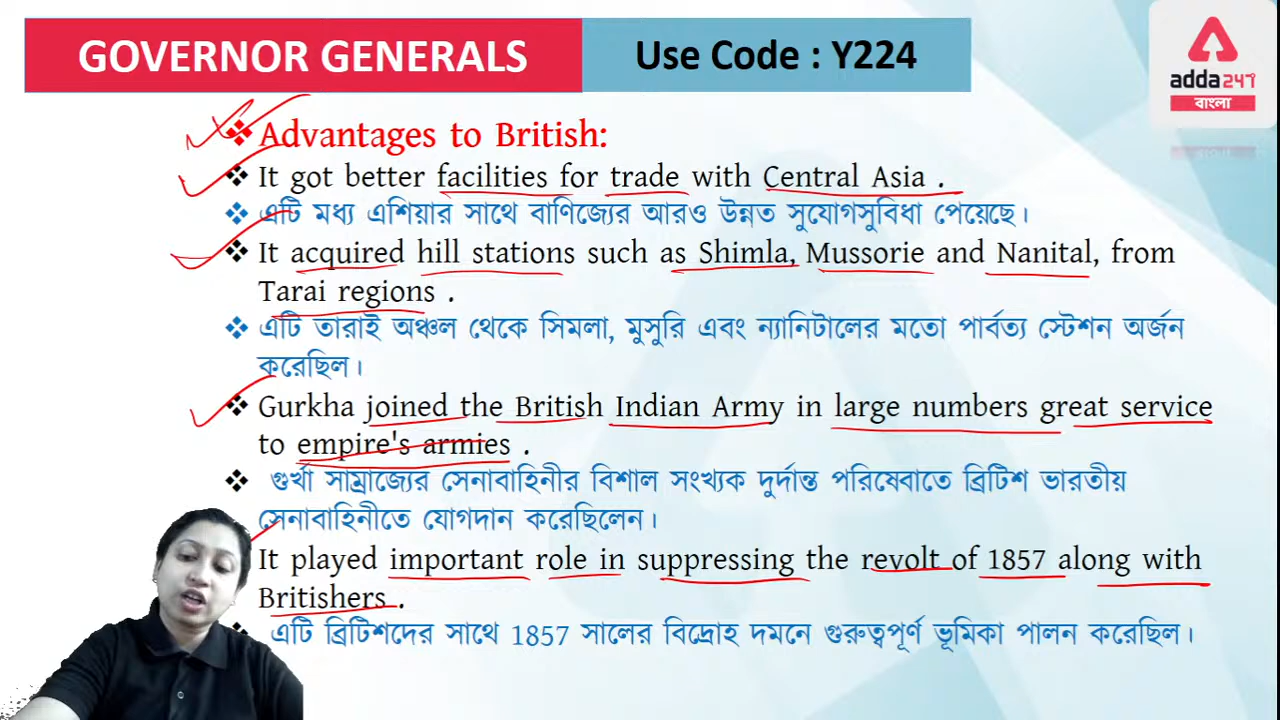 GOVERNOR GENERALS
Use Code : Y224
adda247
বাংলা
Advantages to British:
It got better facilities for trade with Central Asia .
এটি মধ্য এশিয়ার সাথে বাণিজ্যের আরও উন্নত সুযোগসুবিধা পেয়েছে।
It acquired hill stations such as Shimla, Mussorie and Nanital, from
Tarai regions .
এটি তারাই অঞ্চল থেকে সিমলা, মুসুরি এবং ন্যানিটালের মতো পার্বত্য স্টেশন অর্জন
করেছিল।
Gurkha joined the British Indian Army in large numbers great service
to empire's armies .
গুর্খা সাম্রাজ্যের সেনাবাহিনীর বিশাল সংখ্যক দুর্দান্ত পরিষেবাতে ব্রিটিশ ভারতীয়
সেনাবাহিনীতে যোগদান করেছিলেন।
It played important role in suppressing the revolt of 1857 along with
Britishers .
এটি ব্রিটিশদের সাথে 1857 সালের বিদ্রোহ দমনে গুরুত্বপূর্ণ ভূমিকা পালন করেছিল।